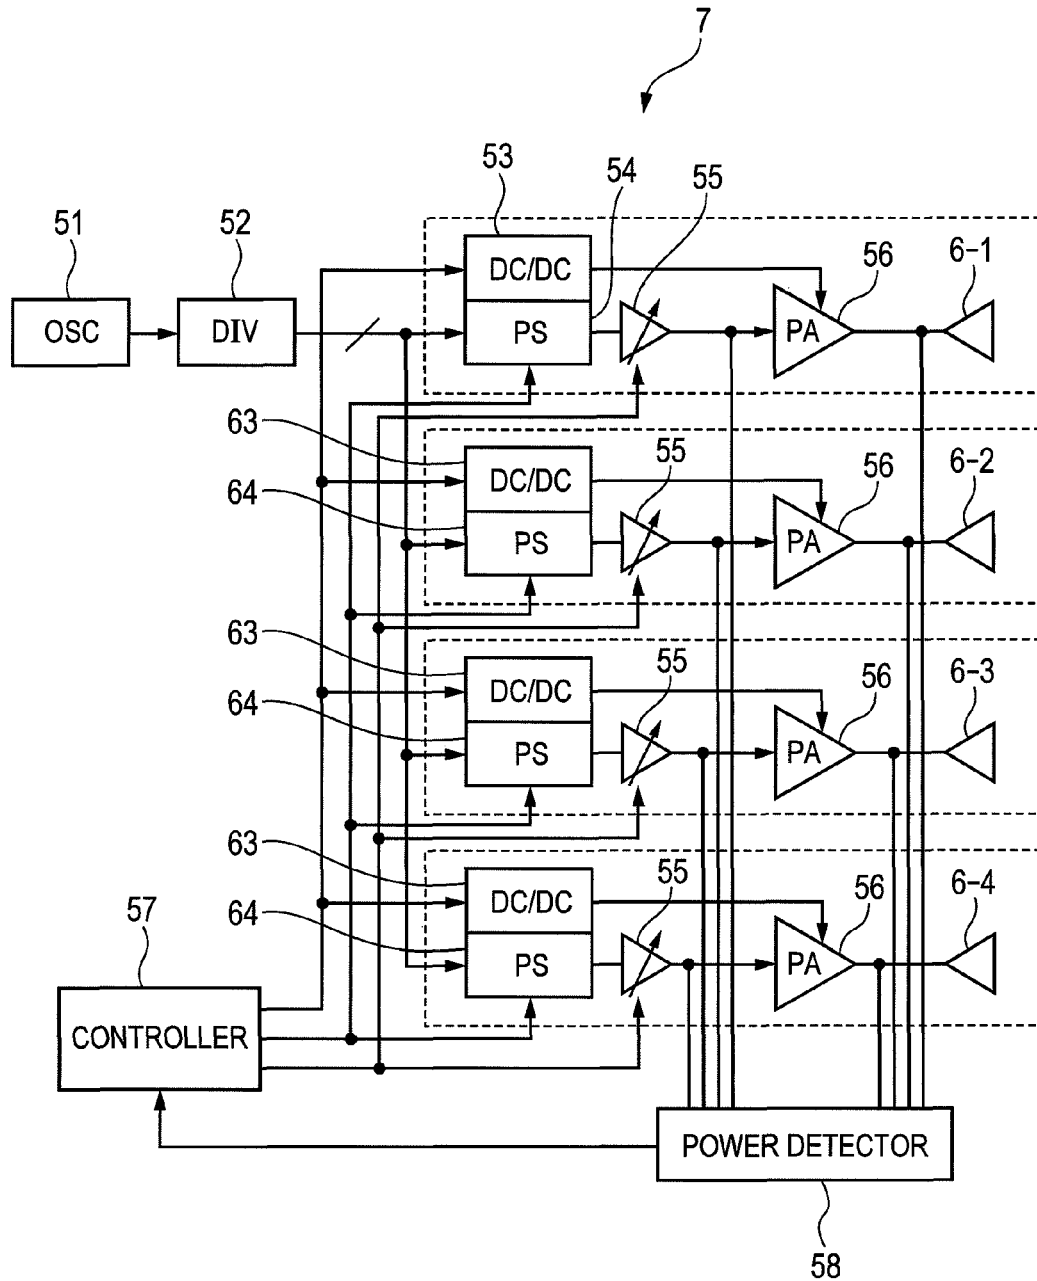 7
53
54
55
51
52
56
6-1
DC/DC
OSC
DIV
PS
PA
63
55
56
6-2
64
DC/DC
PS
PA
63
55
56
6-3
64
DC/DC
PS
PA
63
55
56
6-4
64
DC/DC
PS
PA
57
CONTROLLER
POWER DETECTOR
58